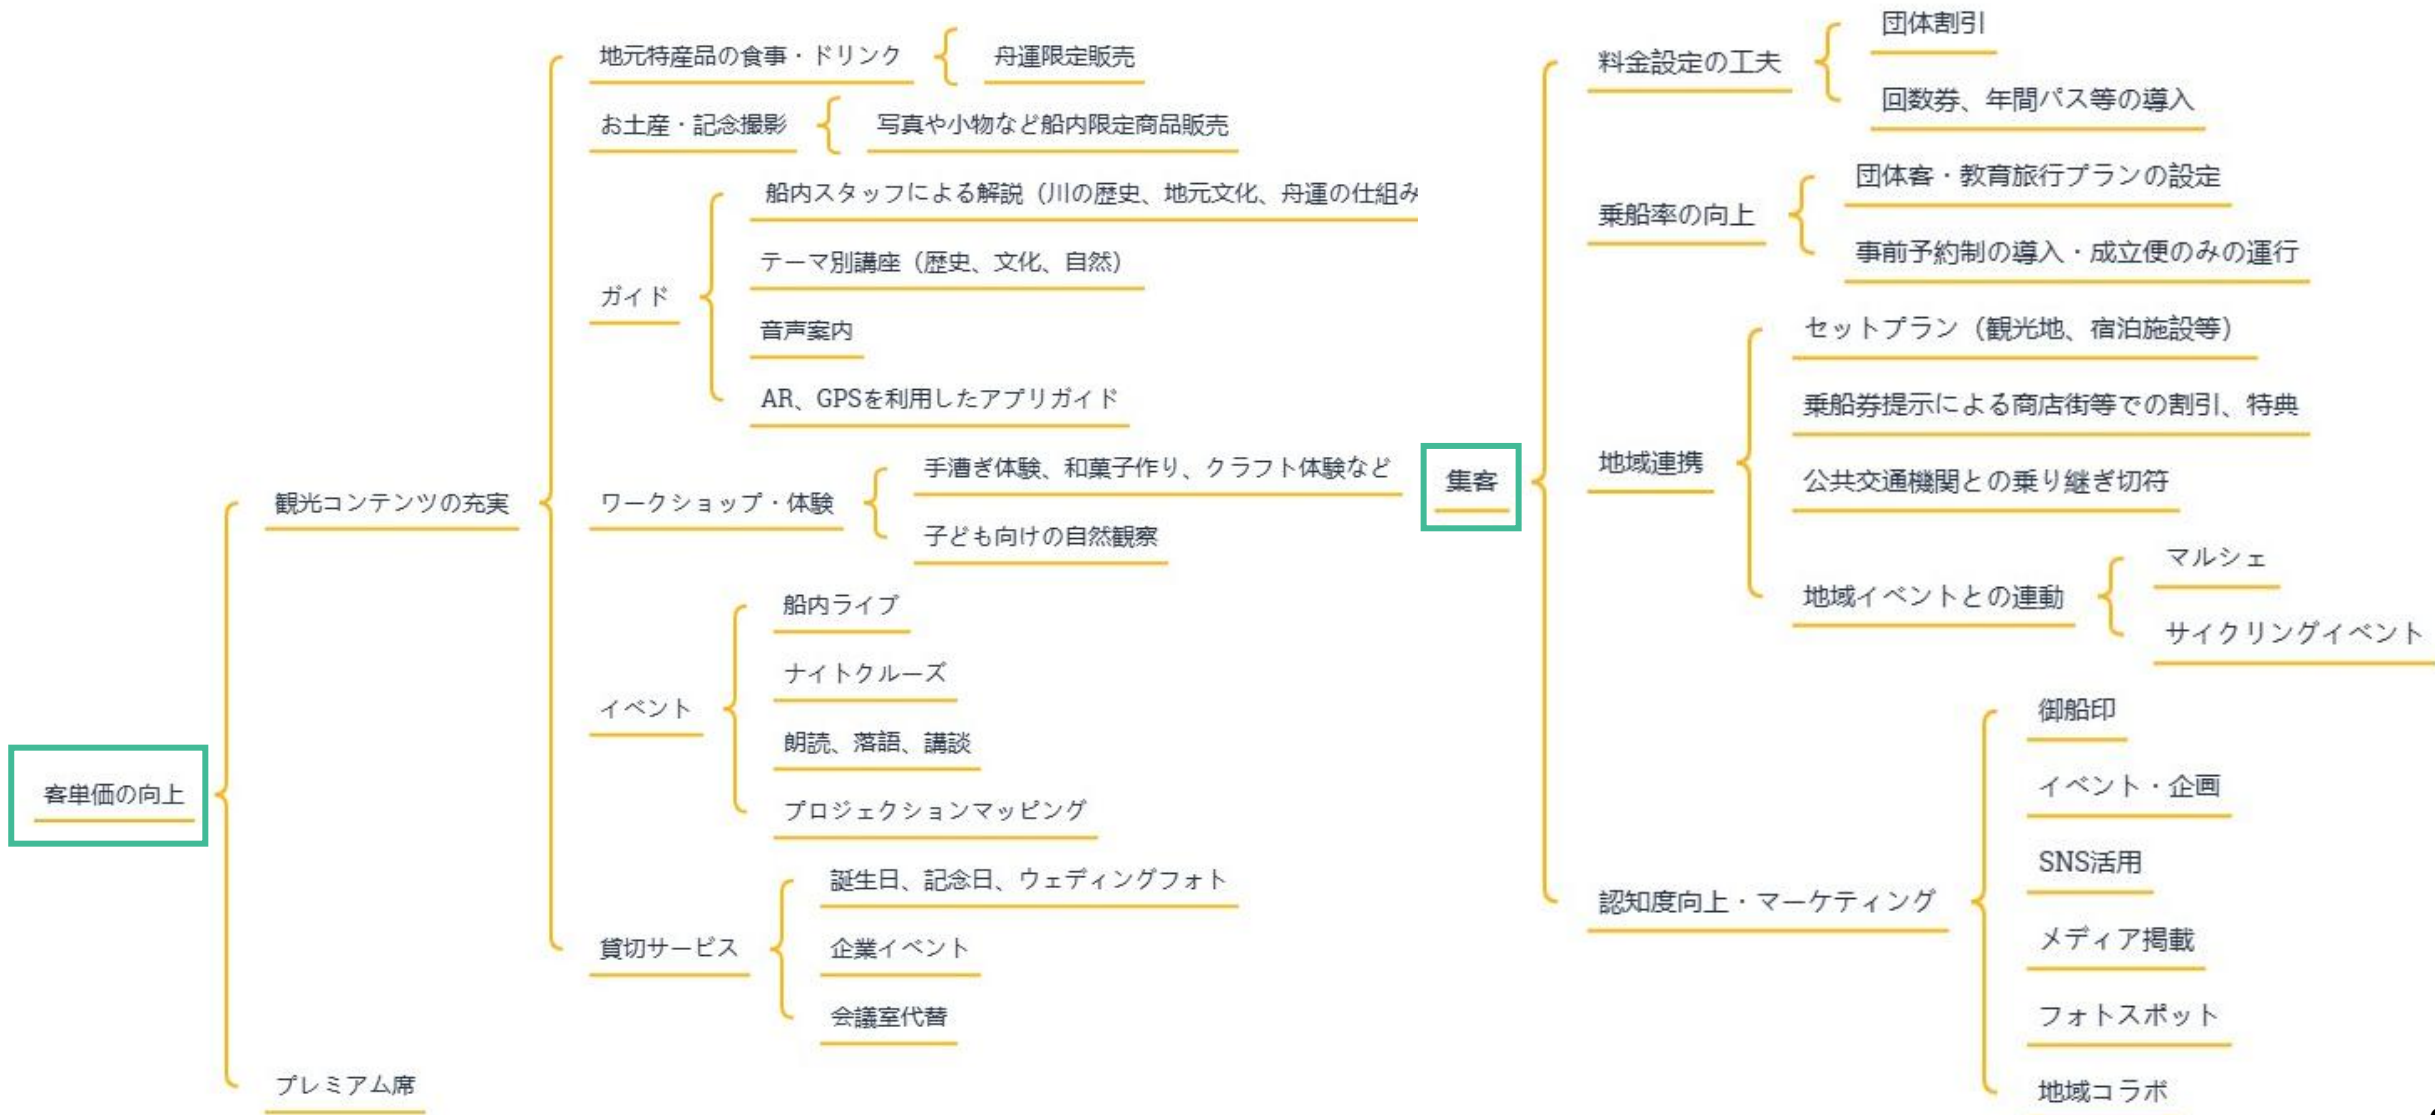 客単価の向上
観光コンテンツの充実
地元特産品の食事・ドリンク
舟運限定販売
お土産・記念撮影
写真や小物など船内限定商品販売
ガイド
船内スタッフによる解説（川の歴史、地元文化、舟運の仕組み
テーマ別講座（歴史、文化、自然）
音声案内
AR、GPSを利用したアプリガイド
ワークショップ・体験
手漕ぎ体験、和菓子作り、クラフト体験など
子ども向けの自然観察
イベント
船内ライブ
ナイトクルーズ
朗読、落語、講談
プロジェクションマッピング
貸切サービス
誕生日、記念日、ウェディングフォト
企業イベント
会議室代替
プレミアム席
集客
料金設定の工夫
団体割引
回数券、年間パス等の導入
乗船率の向上
団体客・教育旅行プランの設定
事前予約制の導入・成立便のみの運行
地域連携
セットプラン（観光地、宿泊施設等）
乗船券提示による商店街等での割引、特典
公共交通機関との乗り継ぎ切符
地域イベントとの連動
マルシェ
サイクリングイベント
認知度向上・マーケティング
御船印
イベント・企画
SNS活用
メディア掲載
フォトスポット
地域コラボ